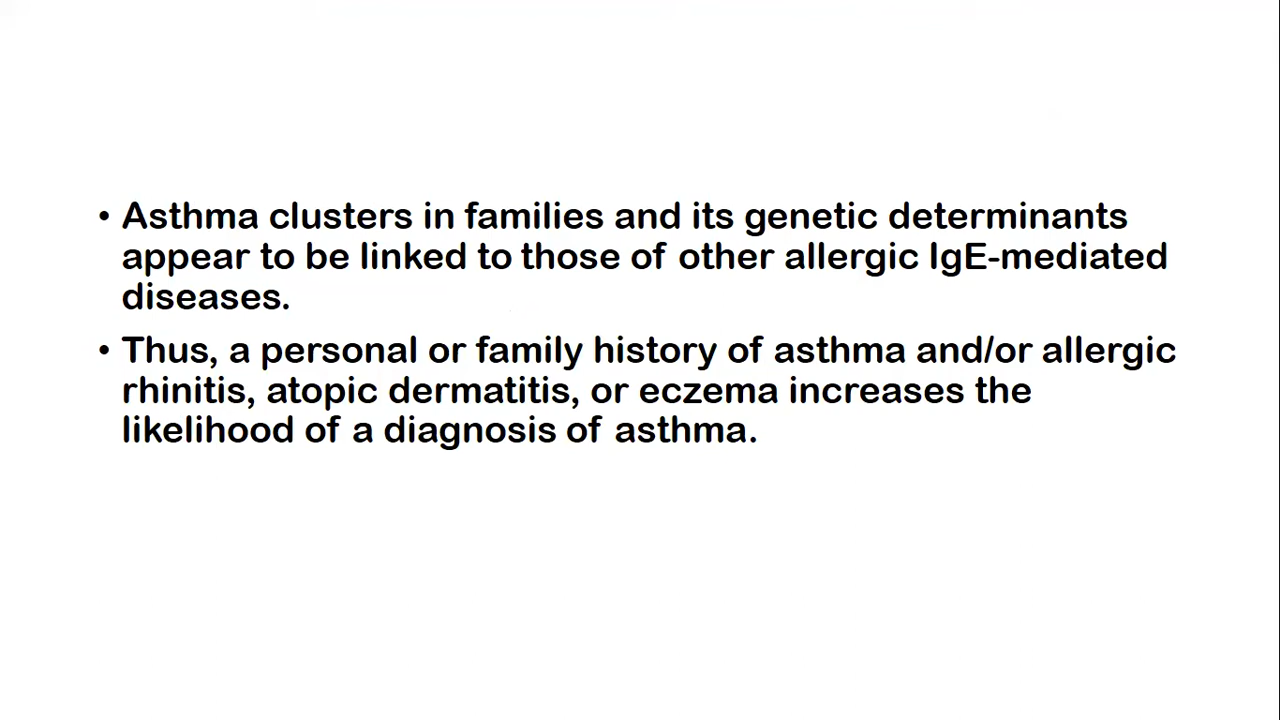 • Asthma clusters in families and its genetic determinants
appear to be linked to those of other allergic IgE-mediated
diseases.
• Thus, a personal or family history of asthma and/or allergic
rhinitis, atopic dermatitis, or eczema increases the
likelihood of a diagnosis of asthma.